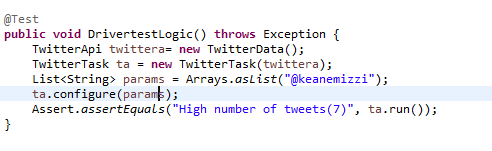 @Test
public void DrivertestLogic() throws Exception {
TwitterApi twittera= new TwitterData();
TwitterTask ta = new TwitterTask(twittera);
List<String> params = Arrays.asList("@keanemizzi");
ta.configure(params);
Assert.assertEquals("High number of tweets(7)", ta.run());
}